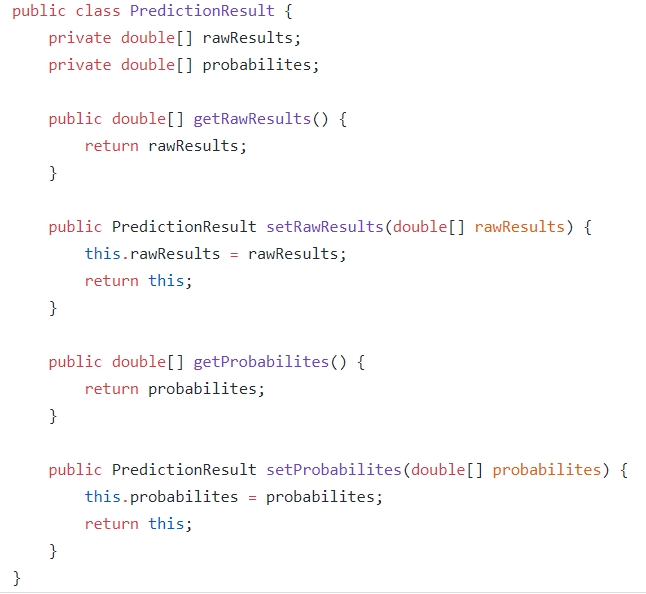 public class PredictionResult {
    private double[] rawResults;
    private double[] probabilites;

    public double[] getRawResults() {
        return rawResults;
    }

    public PredictionResult setRawResults(double[] rawResults) {
        this.rawResults = rawResults;
        return this;
    }

    public double[] getProbabilites() {
        return probabilites;
    }

    public PredictionResult setProbabilites(double[] probabilites) {
        this.probabilites = probabilites;
        return this;
    }
}